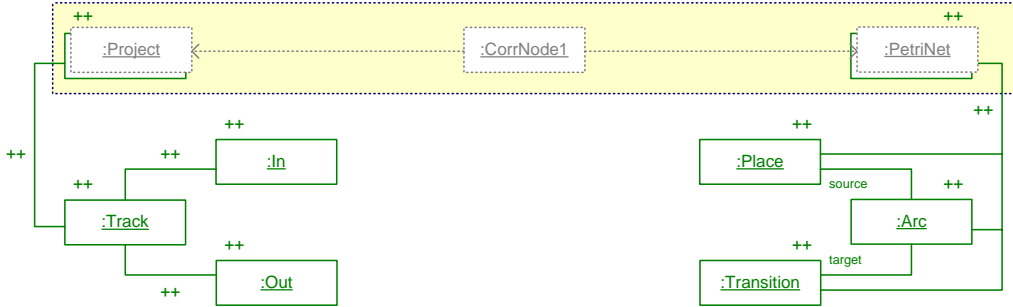 ++ ++
:Project :CorrNode1 :PetriNet
++
++ ++
++ ++
:In :Place
++ source ++
:Track :Arc
++ ++
:Out target
:Transition
++